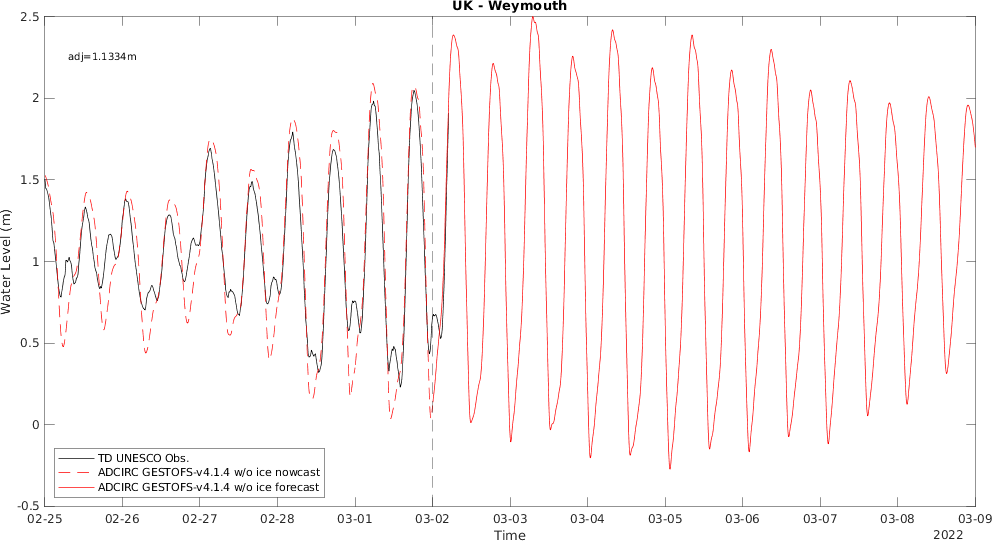 UK - Weymouth
adj=1.1334m
2.5
2
1.5
1
0.5
0
-0.5
Water Level (m)
TD UNESCO Obs.
ADCIRC GESTOFS-v4.1.4 w/o ice nowcast
ADCIRC GESTOFS-v4.1.4 w/o ice forecast
02-25 02-26 02-27 02-28 03-01 03-02 03-03 03-04 03-05 03-06 03-07 03-08 03-09
Time
2022